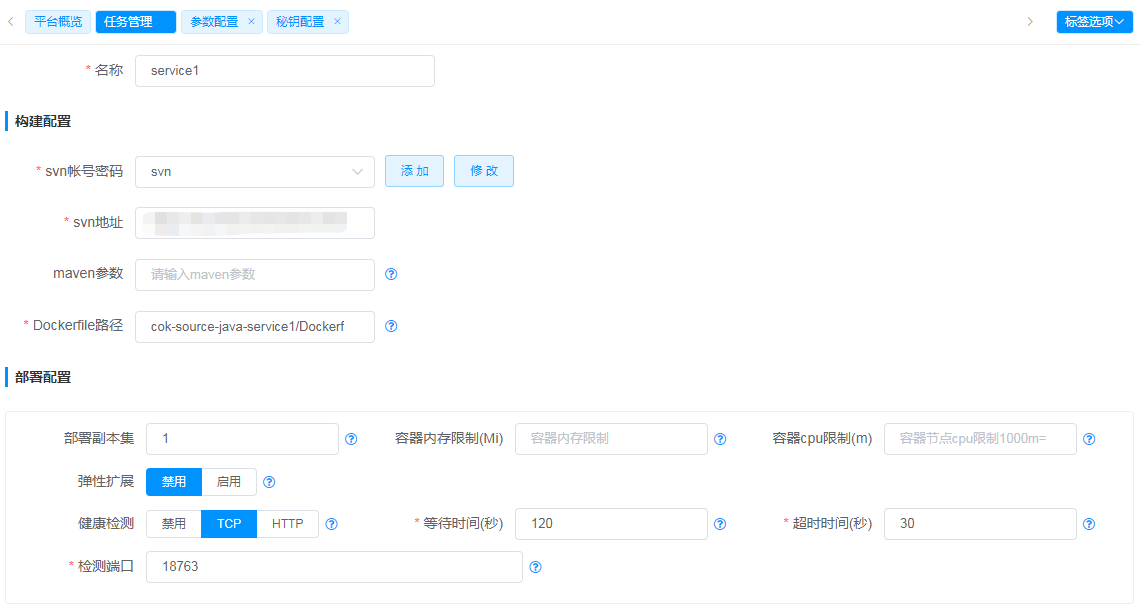 平台概览 任务管理 参数配置 × 秘钥配置 × 标签选项
* 名称 service1
构建配置
* svn帐号密码 svn 添 加 修 改
* svn地址
maven参数 请输入maven参数
* Dockerfile路径 cok-source-java-service1/Dockerf
部署配置
部署副本集 1 容器内存限制(Mi) 容器内存限制 容器cpu限制(m) 容器节点cpu限制1000m=
弹性扩展 禁用 启用
健康检测 禁用 TCP HTTP * 等待时间(秒) 120 * 超时时间(秒) 30
* 检测端口 18763